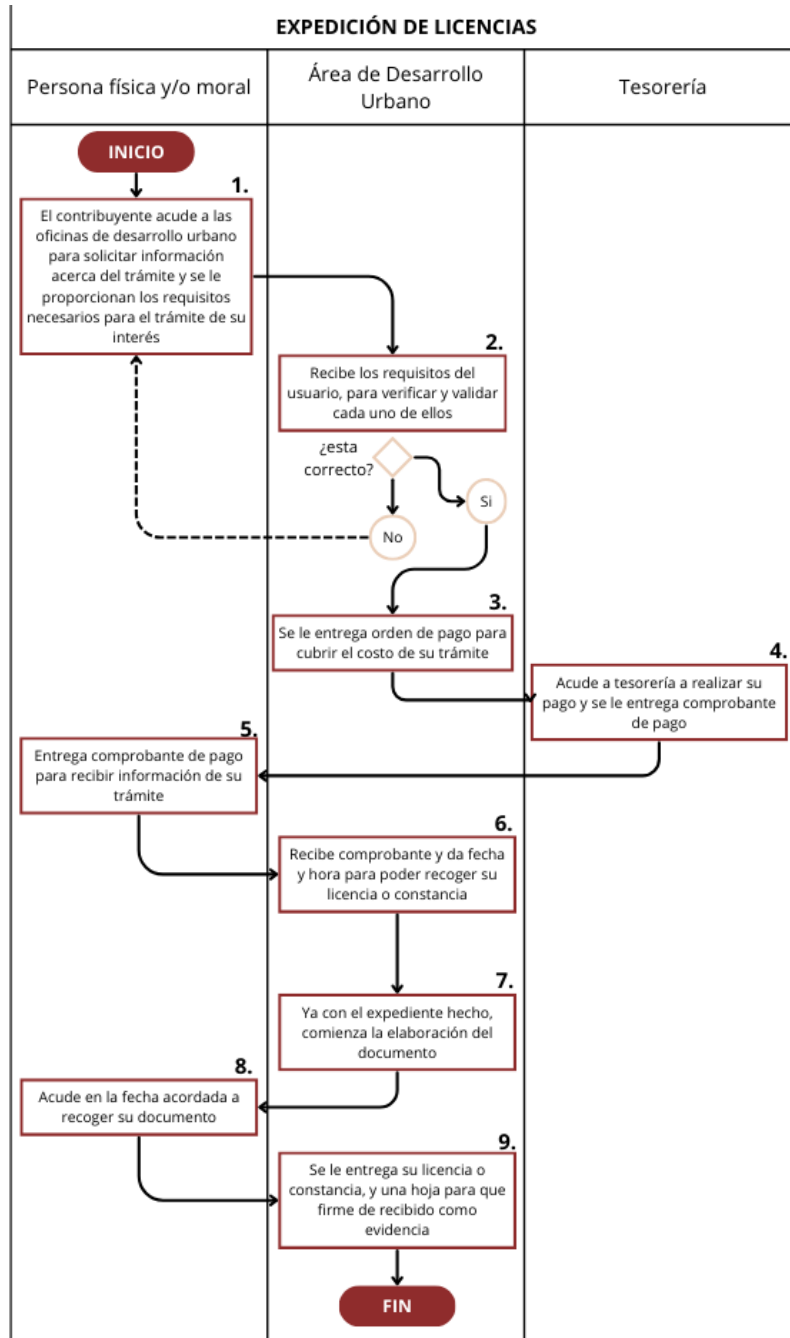 EXPEDICIÓN DE LICENCIAS
Persona física y/o moral
Área de Desarrollo
Urbano
Tesorería
INICIO
1.
El contribuyente acude a las
oficinas de desarrollo urbano
para solicitar información
acerca del trámite y se le
proporcionan los requisitos
necesarios para el trámite de su
interés
2.
Recibe los requisitos del
usuario, para verificar y validar
cada uno de ellos
¿esta
correcto?
Si
No
3.
Se le entrega orden de pago para
cubrir el costo de su trámite
4.
Acude a tesorería a realizar su
pago y se le entrega comprobante
de pago
5.
Entrega comprobante de pago
para recibir información de su
trámite
6.
Recibe comprobante y da fecha
y hora para poder recoger su
licencia o constancia
7.
Ya con el expediente hecho,
comienza la elaboración del
documento
8.
Acude en la fecha acordada a
recoger su documento
9.
Se le entrega su licencia o
constancia, y una hoja para que
firme de recibido como
evidencia
FIN